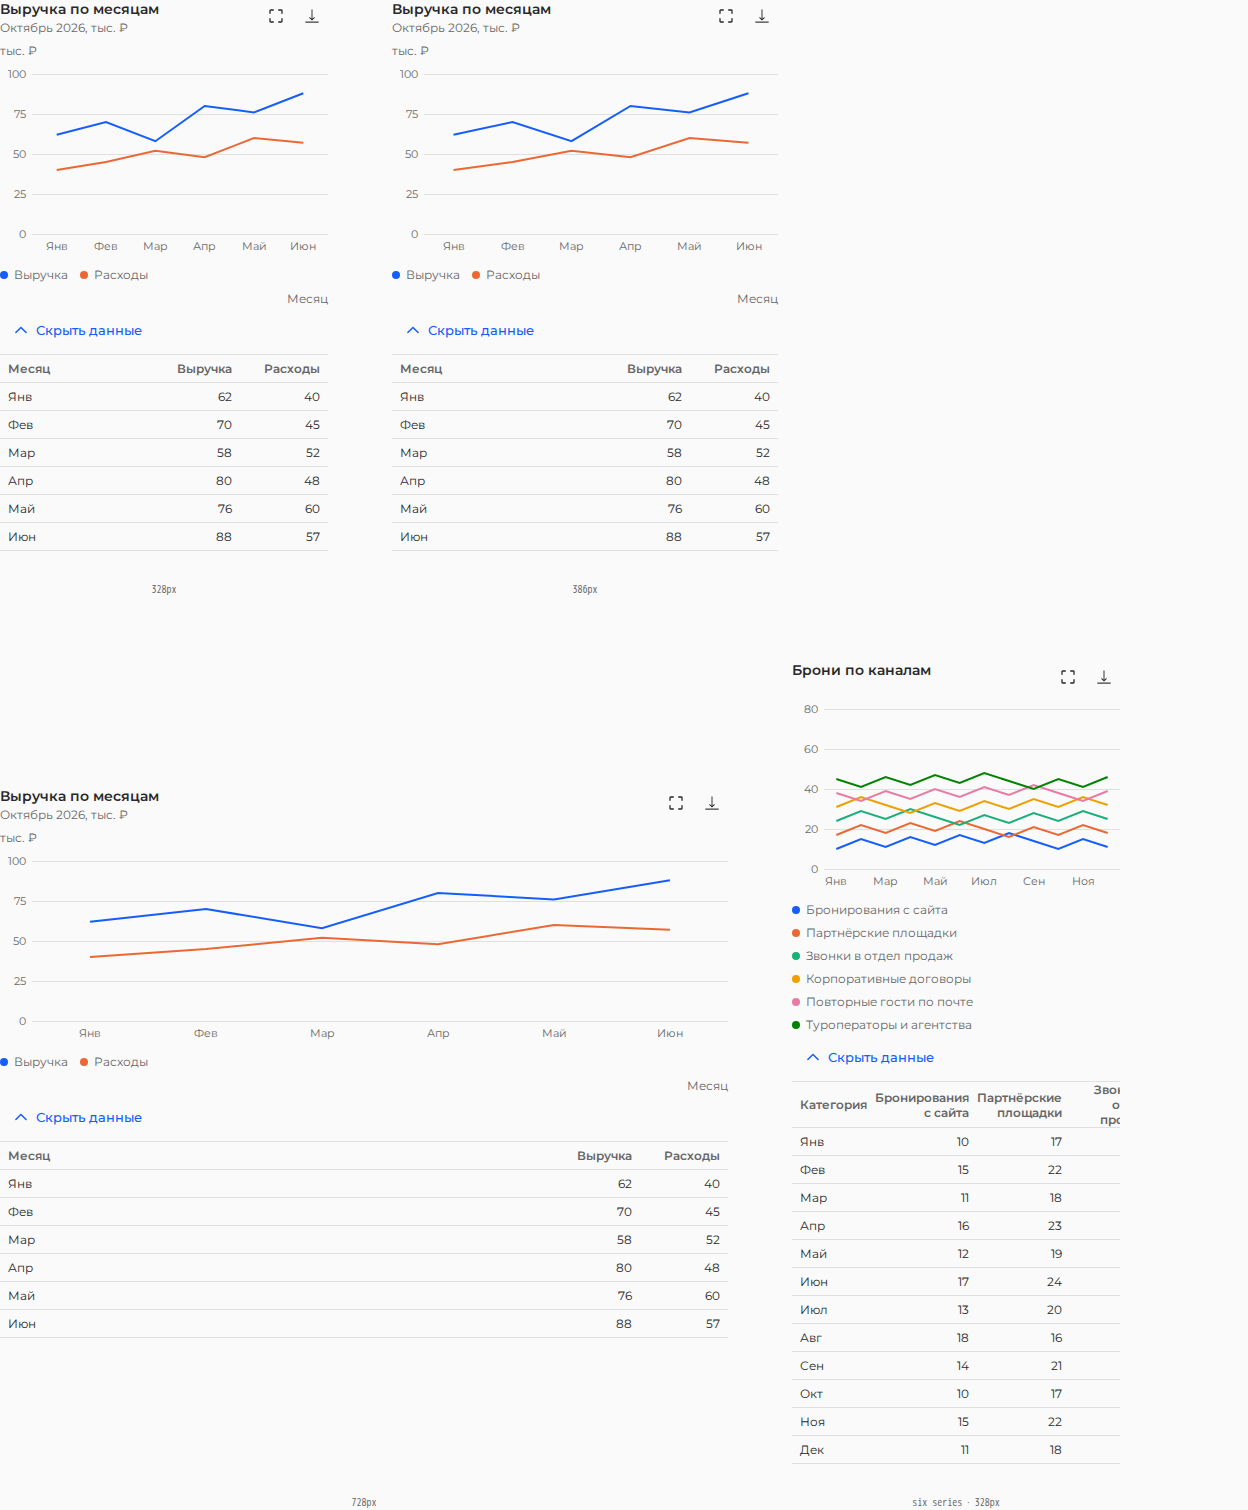 Выручка по месяцам
Октябрь 2026, тыс. ₽
тыс. ₽
100
75
50
25
0
Янв Фев Мар Апр Май Июн
Выручка Расходы
Месяц
Скрыть данные
Месяц Выручка Расходы
Янв 62 40
Фев 70 45
Мар 58 52
Апр 80 48
Май 76 60
Июн 88 57
328px
Выручка по месяцам
Октябрь 2026, тыс. ₽
тыс. ₽
100
75
50
25
0
Янв Фев Мар Апр Май Июн
Выручка Расходы
Месяц
Скрыть данные
Месяц Выручка Расходы
Янв 62 40
Фев 70 45
Мар 58 52
Апр 80 48
Май 76 60
Июн 88 57
386px
Выручка по месяцам
Октябрь 2026, тыс. ₽
тыс. ₽
100
75
50
25
0
Янв Фев Мар Апр Май Июн
Выручка Расходы
Месяц
Скрыть данные
Месяц Выручка Расходы
Янв 62 40
Фев 70 45
Мар 58 52
Апр 80 48
Май 76 60
Июн 88 57
728px
Брони по каналам
80
60
40
20
0
Янв Мар Май Июл Сен Ноя
Бронирования с сайта
Партнёрские площадки
Звонки в отдел продаж
Корпоративные договоры
Повторные гости по почте
Туроператоры и агентства
Скрыть данные
Категория Бронирования с сайта Партнёрские площадки
Янв 10 17
Фев 15 22
Мар 11 18
Апр 16 23
Май 12 19
Июн 17 24
Июл 13 20
Авг 18 16
Сен 14 21
Окт 10 17
Ноя 15 22
Дек 11 18
six series · 328px